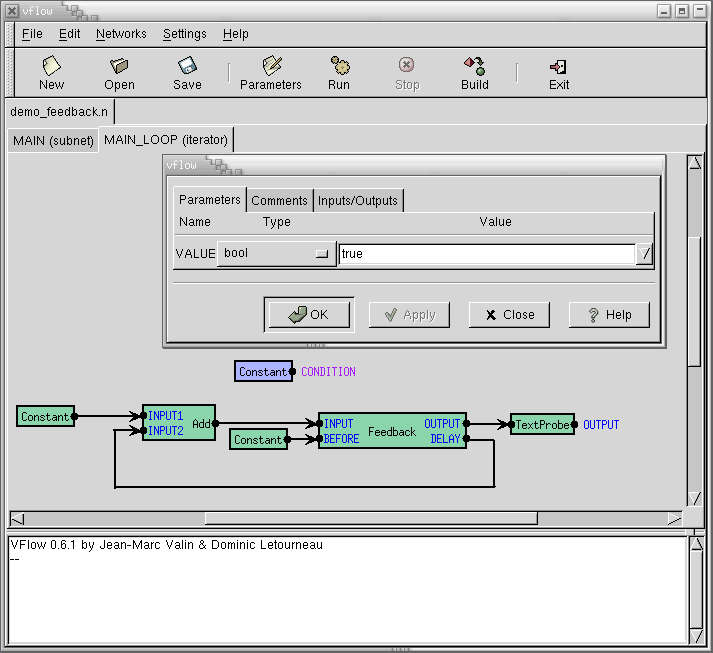 vflow
File Edit Networks Settings Help
New Open Save Parameters Run Stop Build Exit
demo_feedback.n
MAIN (subnet) MAIN_LOOP (iterator)
vflow
Parameters Comments Inputs/Outputs
Name Type Value
VALUE bool true
OK Apply Close Help
Constant CONDITION
Constant INPUT1 Add INPUT2
Constant
INPUT Feedback OUTPUT
BEFORE DELAY
TextProbe OUTPUT
VFlow 0.6.1 by Jean-Marc Valin & Dominic Letourneau
--